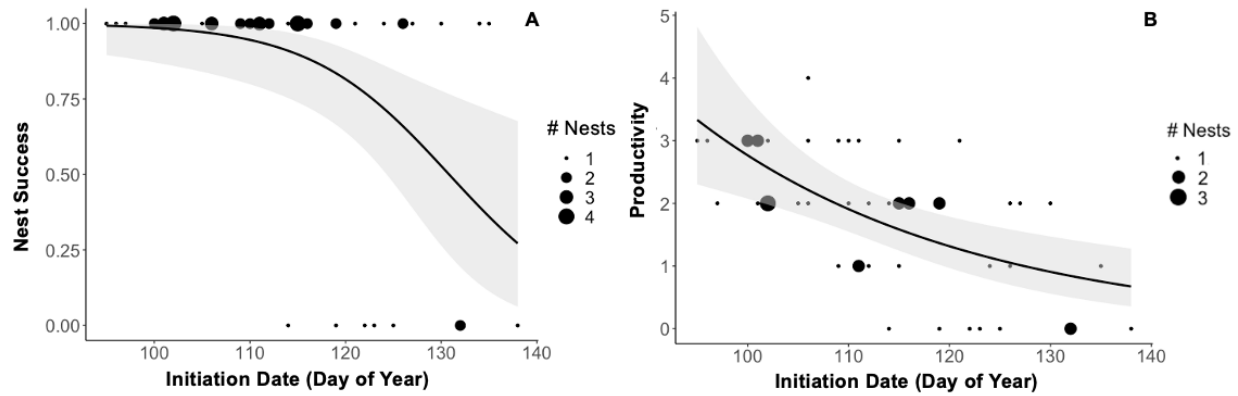 A
1.00
0.75
0.50
0.25
0.00
Nest Success
100 110 120 130 140
Initiation Date (Day of Year)
# Nests
1
2
3
4
B
5
4
3
2
1
0
Productivity
100 110 120 130 140
Initiation Date (Day of Year)
# Nests
1
2
3